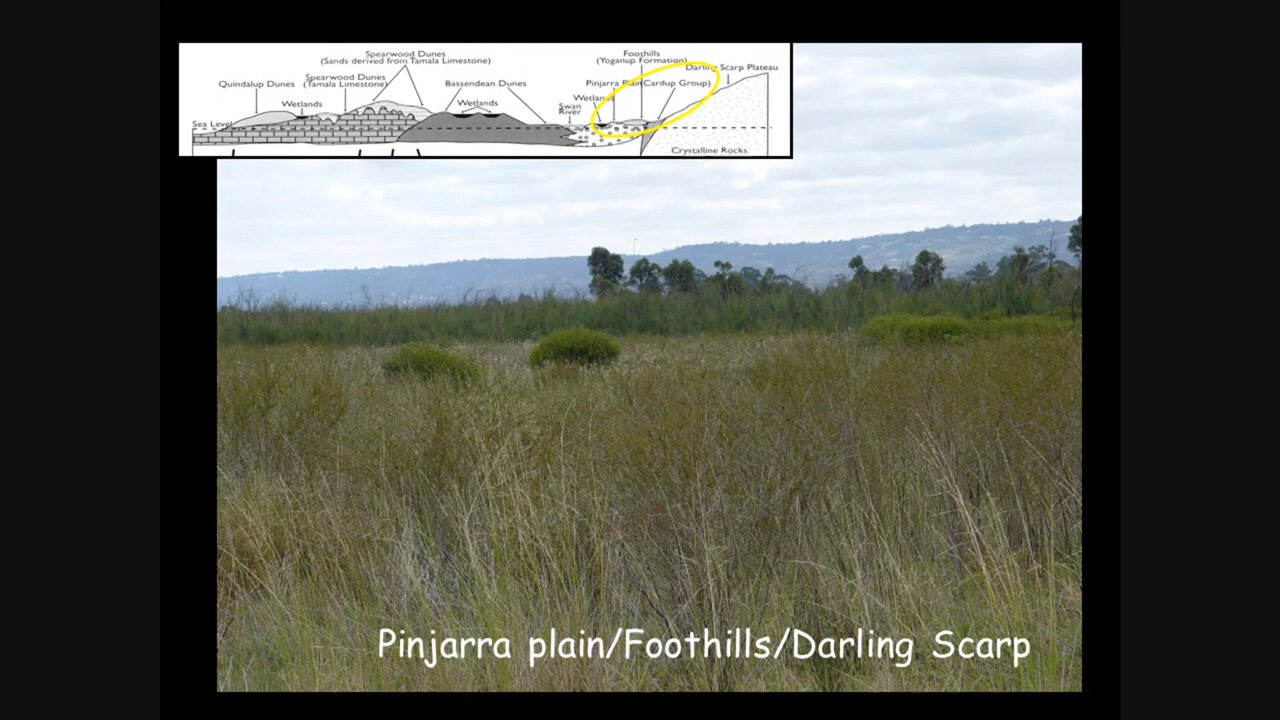 Spearwood Dunes
(Sands derived from Tamala Limestone)
Foothills
(Yoganup Formation)
Darling Scarp Plateau
Quindalup Dunes
Spearwood Dunes
(Tamala Limestone)
Bassendean Dunes
Pinjarra Plain
(Cardup Group)
Wetlands
Wetlands
Swan
River
Wetlands
Sea Level
Crystalline Rocks
Pinjarra plain/Foothills/Darling Scarp